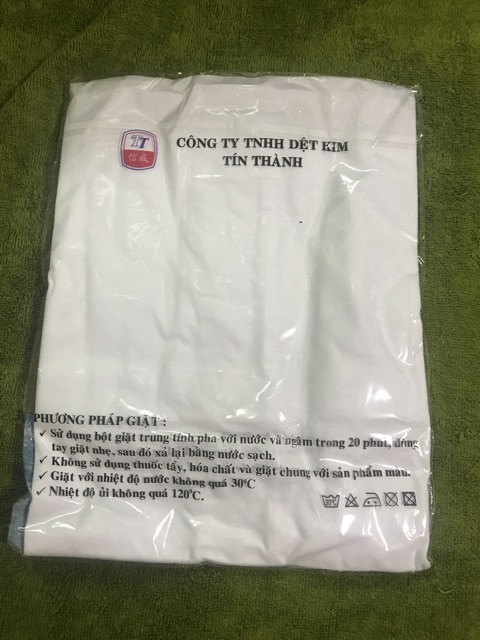 TT
信成
CÔNG TY TNHH DỆT KIM
TÍN THÀNH
PHƯƠNG PHÁP GIẶT :
✓ Sử dụng bột giặt trung tính pha với nước và ngâm trong 20 phút, dùng
tay giặt nhẹ, sau đó xả lại bằng nước sạch.
✓ Không sử dụng thuốc tẩy, hóa chất và giặt chung với sản phẩm màu.
✓ Giặt với nhiệt độ nước không quá 30°C
✓ Nhiệt độ ủi không quá 120°C.